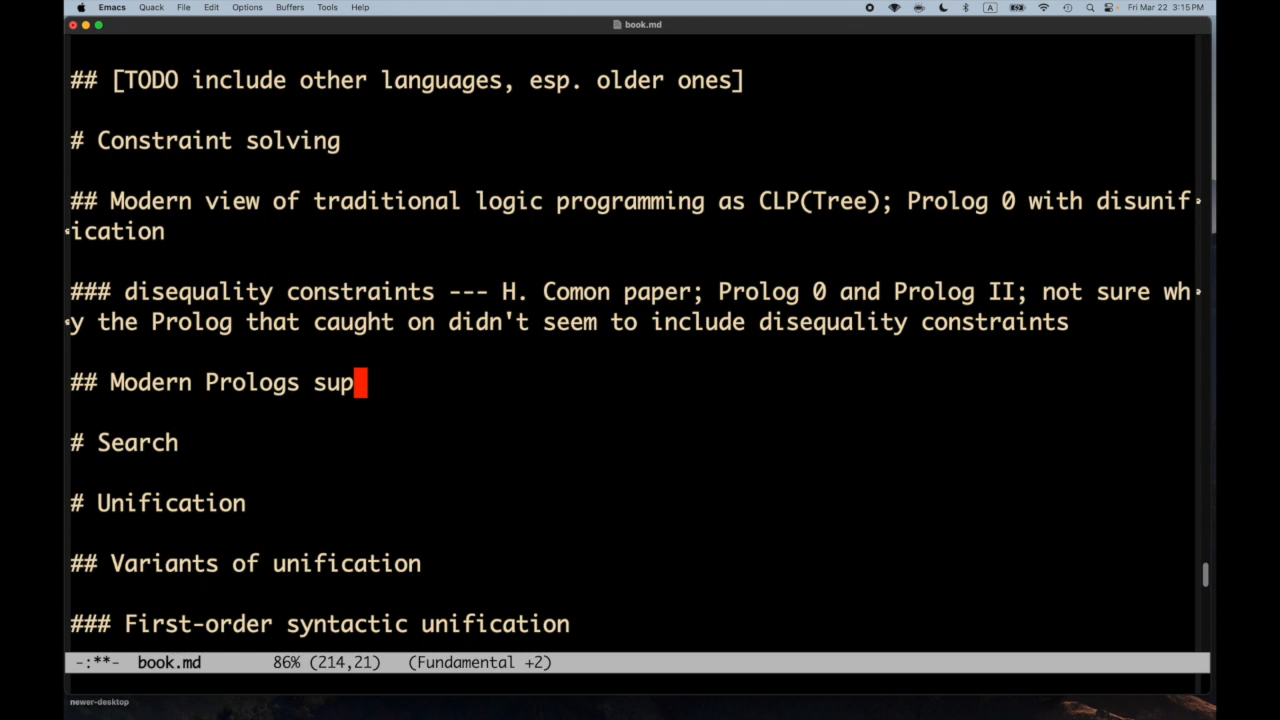 Emacs Quack File Edit Options Buffers Tools Help A Fri Mar 22 3:15 PM
book.md
## [TODO include other languages, esp. older ones]
# Constraint solving
## Modern view of traditional logic programming as CLP(Tree); Prolog 0 with disunif
ication
### disequality constraints --- H. Comon paper; Prolog 0 and Prolog II; not sure wh
y the Prolog that caught on didn't seem to include disequality constraints
## Modern Prologs sup
# Search
# Unification
## Variants of unification
### First-order syntactic unification
-:**- book.md 86% (214,21) (Fundamental +2)
newer-desktop